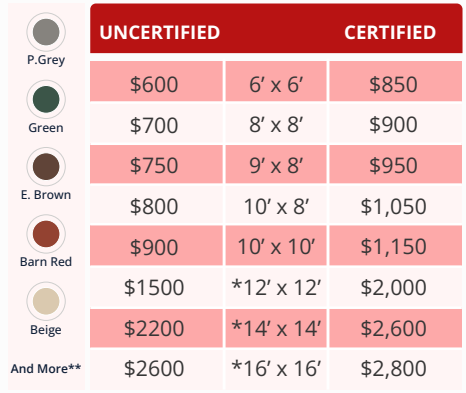 UNCERTIFIED CERTIFIED
P.Grey
Green
E. Brown
Barn Red
Beige
And More**
$600 6’ x 6’ $850
$700 8’ x 8’ $900
$750 9’ x 8’ $950
$800 10’ x 8’ $1,050
$900 10’ x 10’ $1,150
$1500 *12’ x 12’ $2,000
$2200 *14’ x 14’ $2,600
$2600 *16’ x 16’ $2,800